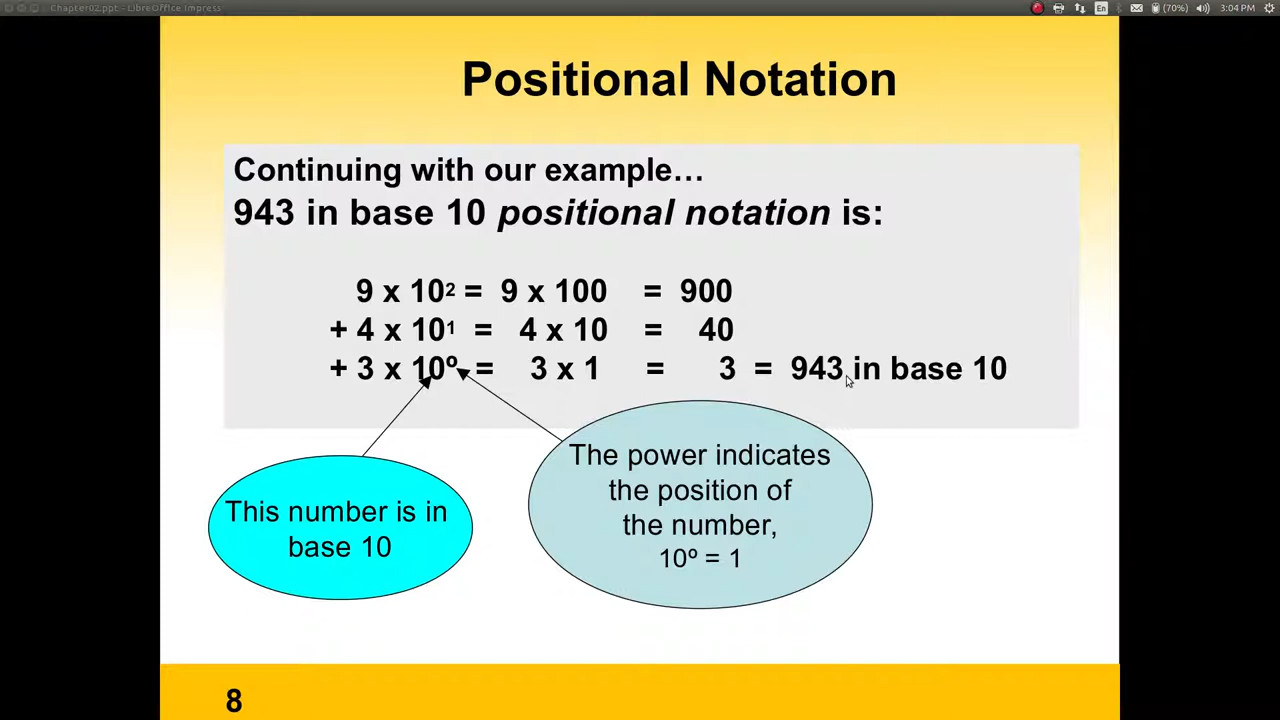 Chapter02.ppt - LibreOffice Impress
En
(70%)
3:04 PM
Positional Notation
Continuing with our example…
943 in base 10 positional notation is:
9 x 10² = 9 x 100 = 900
+ 4 x 10¹ = 4 x 10 = 40
+ 3 x 10º = 3 x 1 = 3 = 943 in base 10
This number is in
base 10
The power indicates
the position of
the number,
10º = 1
8